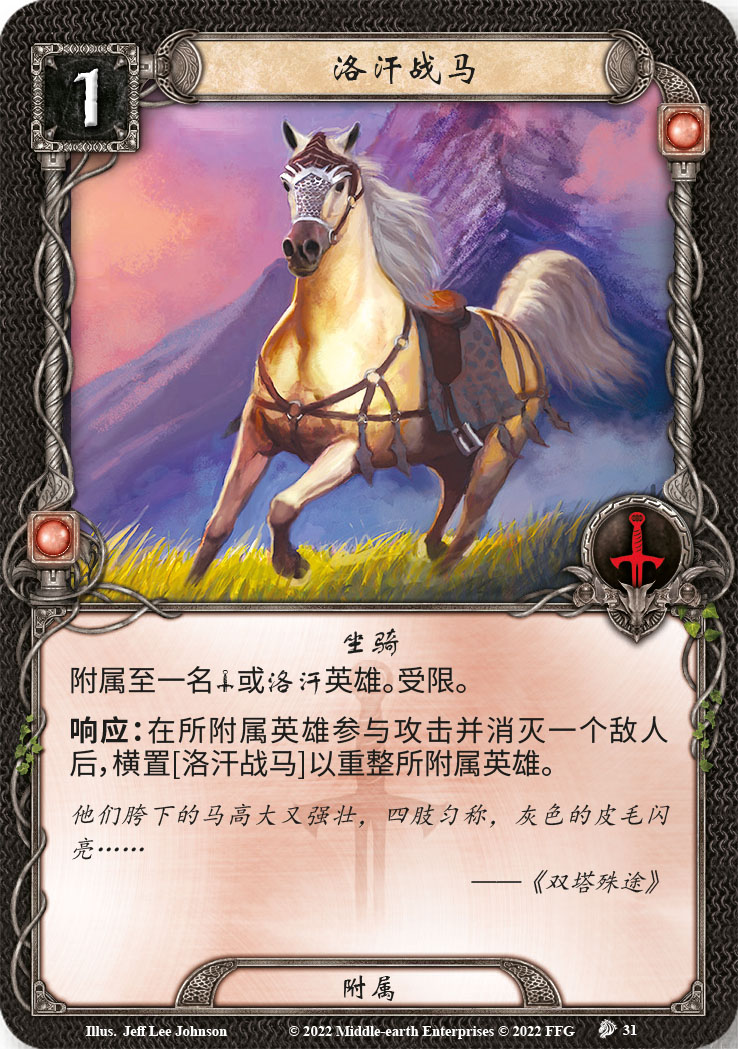 1
洛汗战马
坐骑
附属至一名或洛汗英雄。受限。
响应：在所附属英雄参与攻击并消灭一个敌人
后，横置[洛汗战马]以重整所附属英雄。
他们胯下的马高大又强壮，四肢匀称，灰色的皮毛闪
亮……
——《双塔殊途》
附属
Illus. Jeff Lee Johnson © 2022 Middle-earth Enterprises © 2022 FFG 31